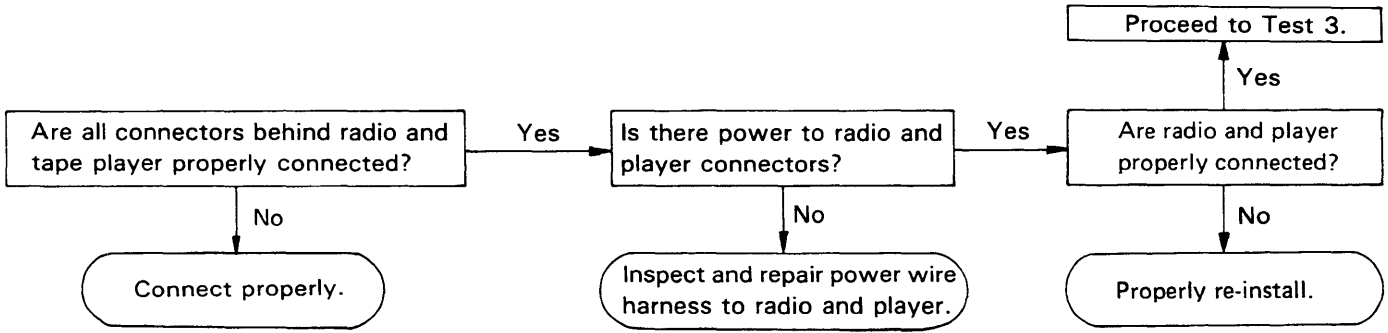 Proceed to Test 3.
Yes
Are all connectors behind radio and
tape player properly connected?
Yes
Is there power to radio and
player connectors?
Yes
Are radio and player
properly connected?
No
No
No
Connect properly.
Inspect and repair power wire
harness to radio and player.
Properly re-install.